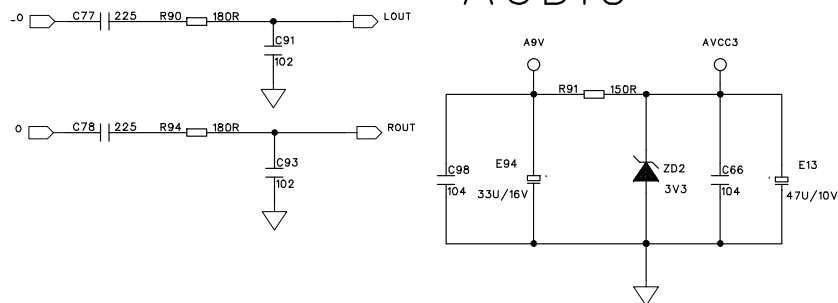 _O C77 225 R90 180R LOUT
C91
102
O C78 225 R94 180R ROUT
C93
102
A9V AVCC3
R91 150R
C98
104
E94
33U/16V
ZD2
3V3
C66
104
E13
47U/10V